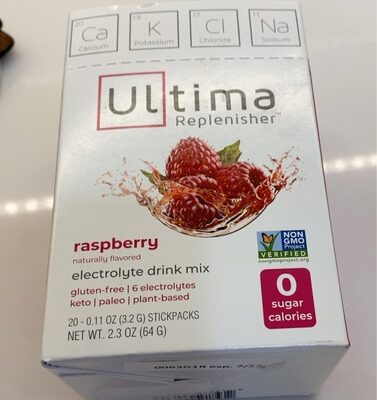 20 19 17 11
Ca K Cl Na
Calcium Potassium Chloride Sodium
Ultima
Replenisher™
raspberry
naturally flavored
electrolyte drink mix
gluten-free | 6 electrolytes
keto | paleo | plant-based
20 - 0.11 OZ (3.2 G) STICKPACKS
NET WT. 2.3 OZ (64 G)
NON
GMO
Project
VERIFIED
nongmoproject.org
0
sugar
calories
exp.